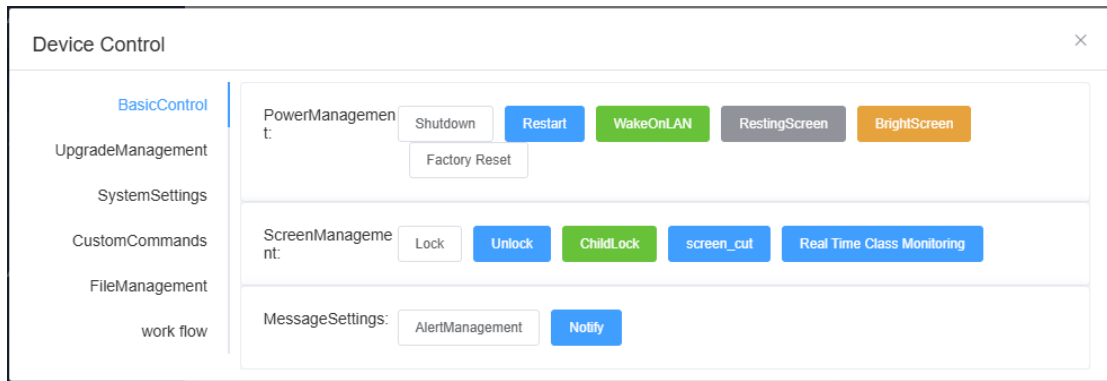 Device Control
BasicControl
UpgradeManagement
SystemSettings
CustomCommands
FileManagement
work flow
PowerManagemen
t:
Shutdown Restart WakeOnLAN RestingScreen BrightScreen
Factory Reset
ScreenManageme
nt:
Lock Unlock ChildLock screen_cut Real Time Class Monitoring
MessageSettings:
AlertManagement Notify